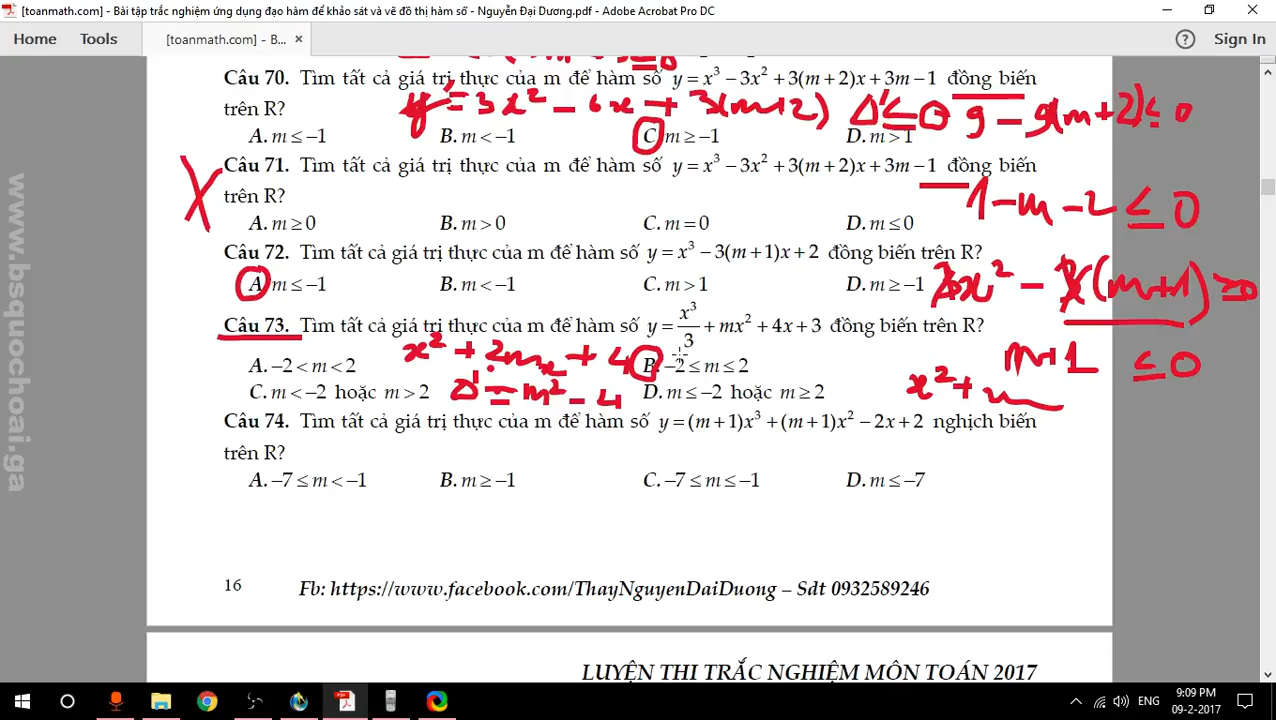 [toanmath.com] - Bài tập trắc nghiệm ứng dụng đạo hàm để khảo sát và vẽ đồ thị hàm số - Nguyễn Đại Dương.pdf - Adobe Acrobat Pro DC
Home Tools [toanmath.com] - B... × Sign In
Câu 70. Tìm tất cả giá trị thực của m để hàm số y = x³ − 3x² + 3(m + 2)x + 3m − 1 đồng biến
y' = 3x² − 6x + 3(m+2) Δ' ≤ 0 9 − 9(m+2) ≤ 0
trên R?
A. m ≤ −1 B. m < −1 C. m ≥ −1 D. m > 1
Câu 71. Tìm tất cả giá trị thực của m để hàm số y = x³ − 3x² + 3(m + 2)x + 3m − 1 đồng biến
trên R?
1 − m − 2 ≤ 0
A. m ≥ 0 B. m > 0 C. m = 0 D. m ≤ 0
Câu 72. Tìm tất cả giá trị thực của m để hàm số y = x³ − 3(m + 1)x + 2 đồng biến trên R?
A. m ≤ −1 B. m < −1 C. m > 1 D. m ≥ −1
x² − (m+1) ≥ 0
Câu 73. Tìm tất cả giá trị thực của m để hàm số y = x³/3 + mx² + 4x + 3 đồng biến trên R?
x² + 2mx + 4
m+1 ≤ 0
A. −2 < m < 2 B. −2 ≤ m ≤ 2
Δ' = m² − 4
x² +
C. m < −2 hoặc m > 2 D. m ≤ −2 hoặc m ≥ 2
Câu 74. Tìm tất cả giá trị thực của m để hàm số y = (m + 1)x³ + (m + 1)x² − 2x + 2 nghịch biến
trên R?
A. −7 ≤ m < −1 B. m ≥ −1 C. −7 ≤ m ≤ −1 D. m ≤ −7
16 Fb: https://www.facebook.com/ThayNguyenDaiDuong – Sdt 0932589246
LUYỆN THI TRẮC NGHIỆM MÔN TOÁN 2017
www.bsquochoai.ga
ENG
9:09 PM
09-2-2017